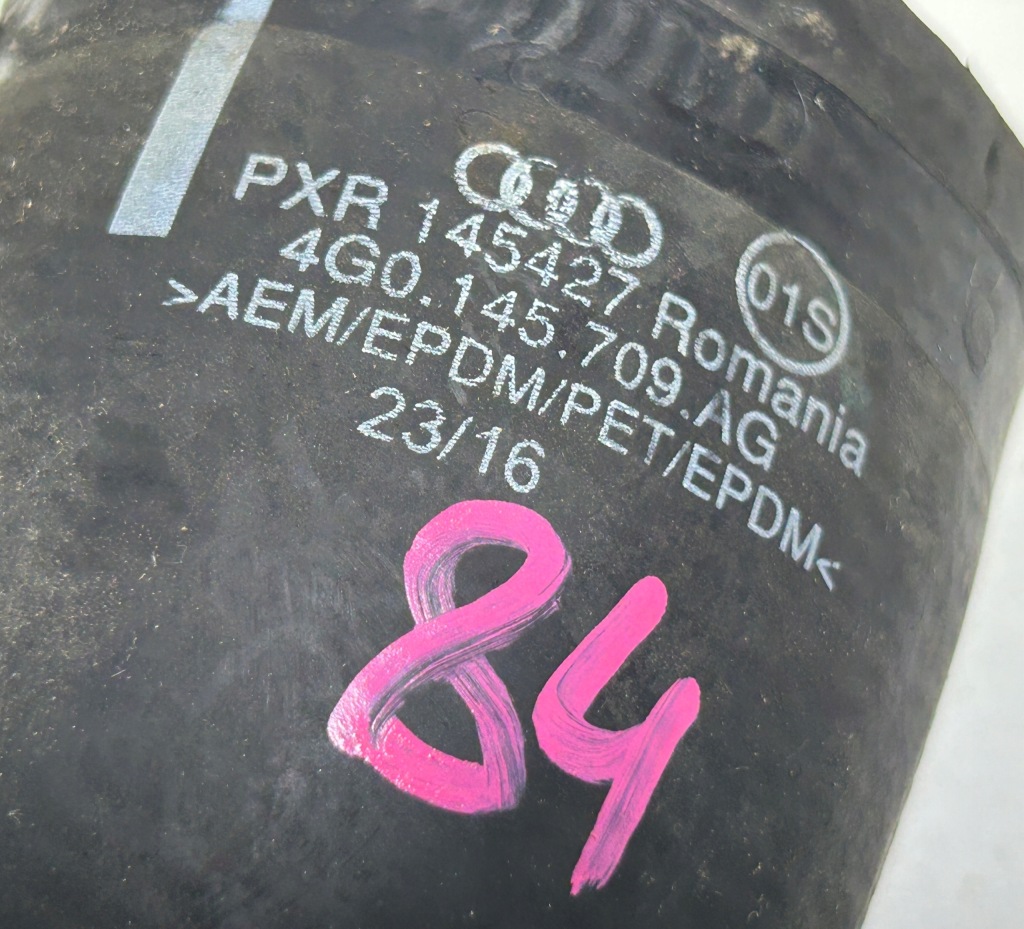 PXR 145427 Romania
01S
4G0.145.709.AG
>AEM/EPDM/PET/EPDM<
23/16
84